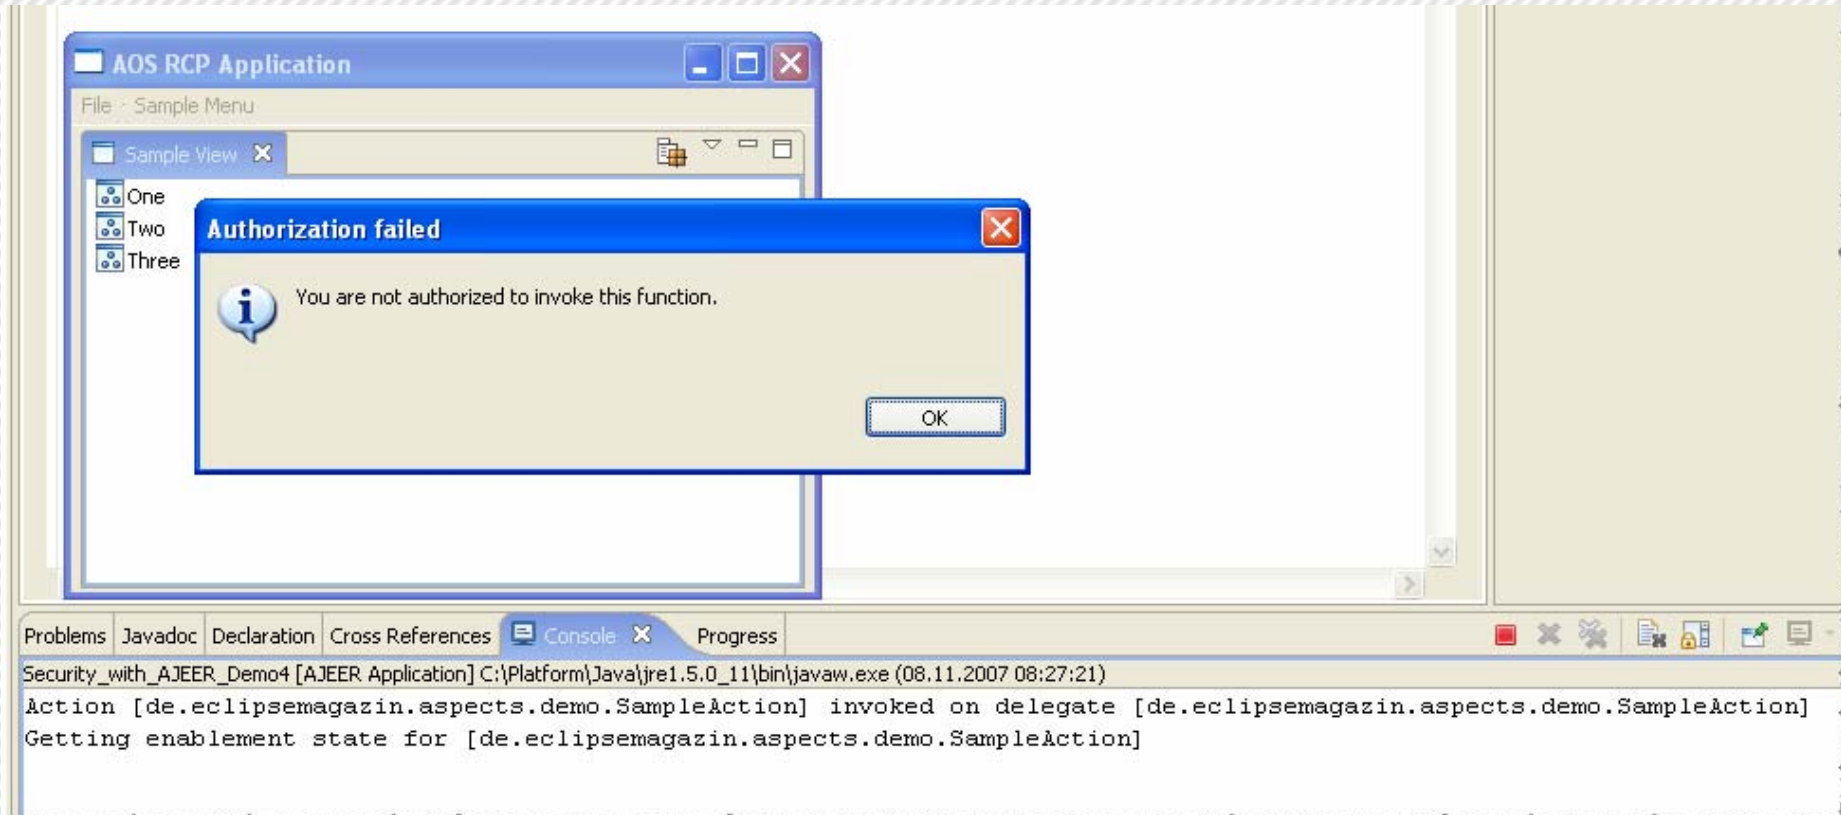 AOS RCP Application
File Sample Menu
Sample View
One
Two
Three
Authorization failed
You are not authorized to invoke this function.
OK
Problems Javadoc Declaration Cross References Console Progress
Security_with_AJEER_Demo4 [AJEER Application] C:\Platform\Java\jre1.5.0_11\bin\javaw.exe (08.11.2007 08:27:21)
Action [de.eclipsemagazin.aspects.demo.SampleAction] invoked on delegate [de.eclipsemagazin.aspects.demo.SampleAction]
Getting enablement state for [de.eclipsemagazin.aspects.demo.SampleAction]